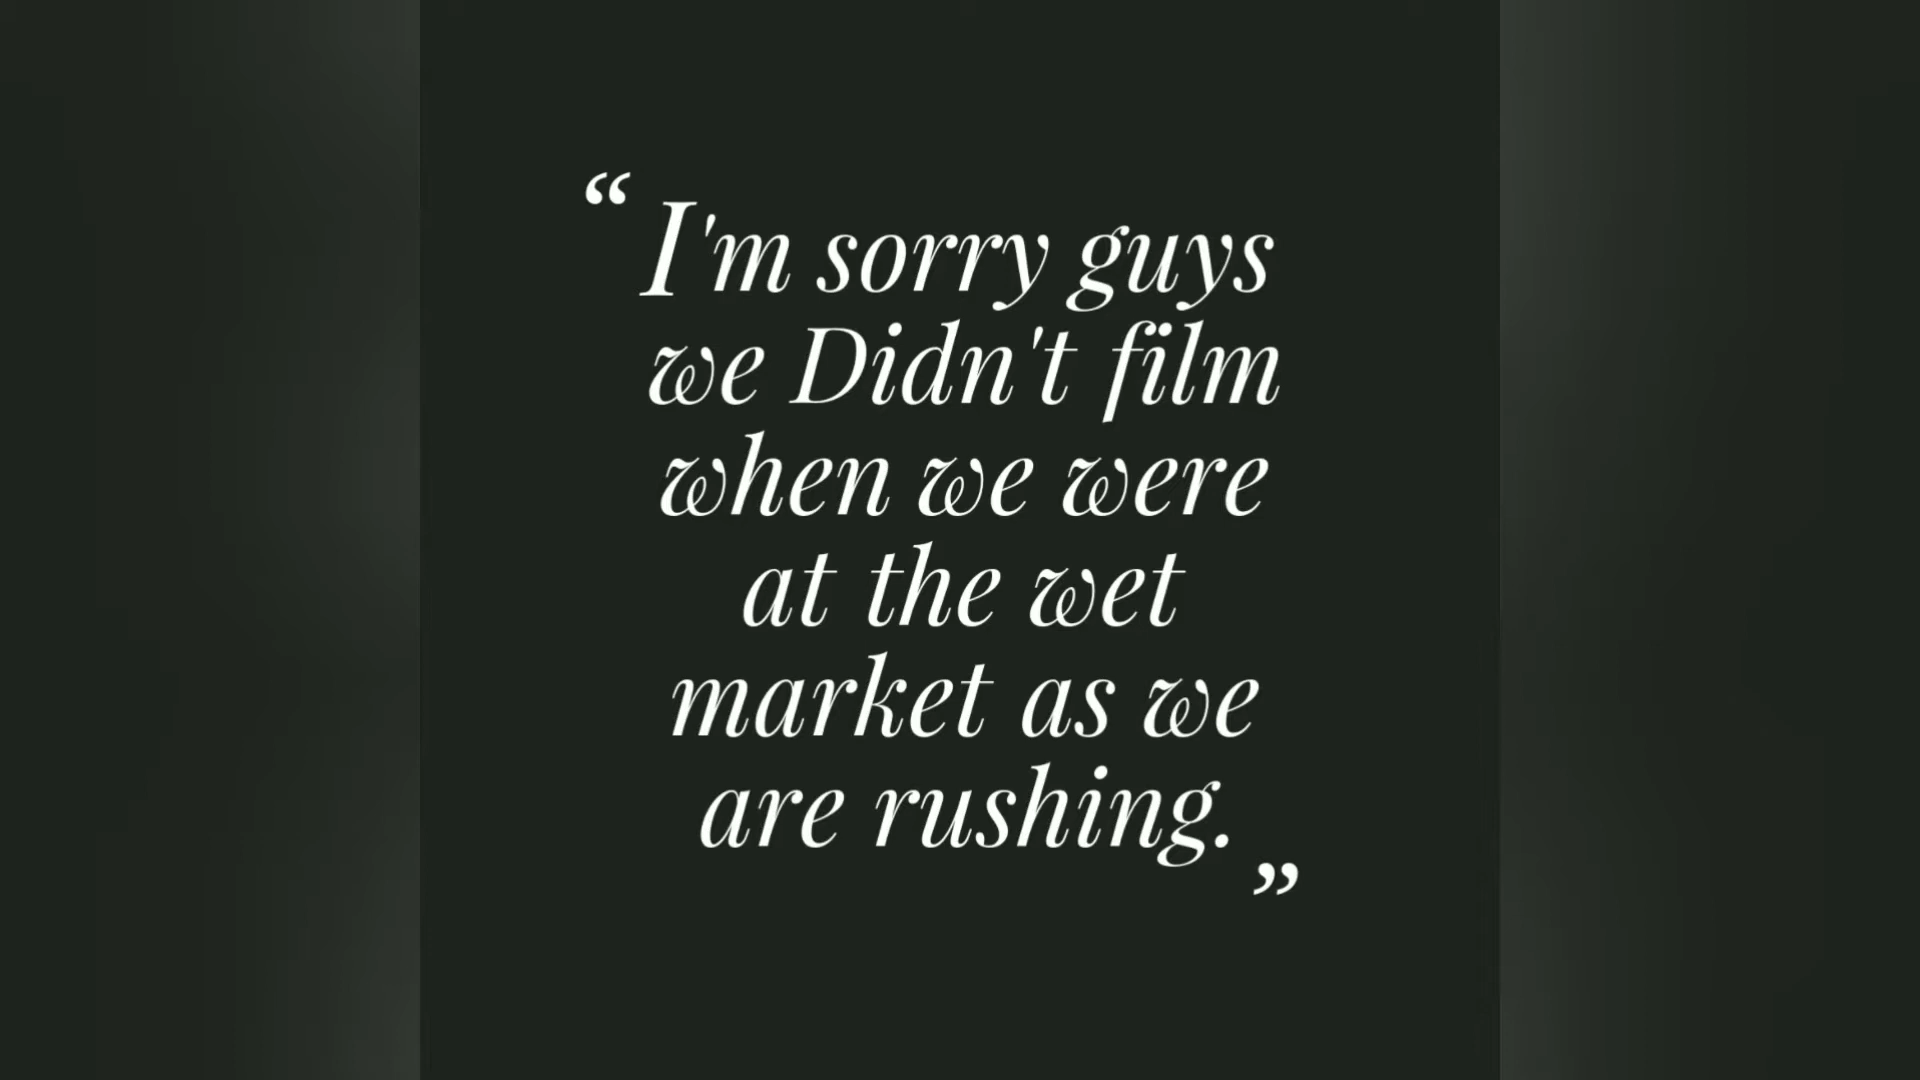 “I'm sorry guys
we Didn't film
when we were
at the wet
market as we
are rushing.”